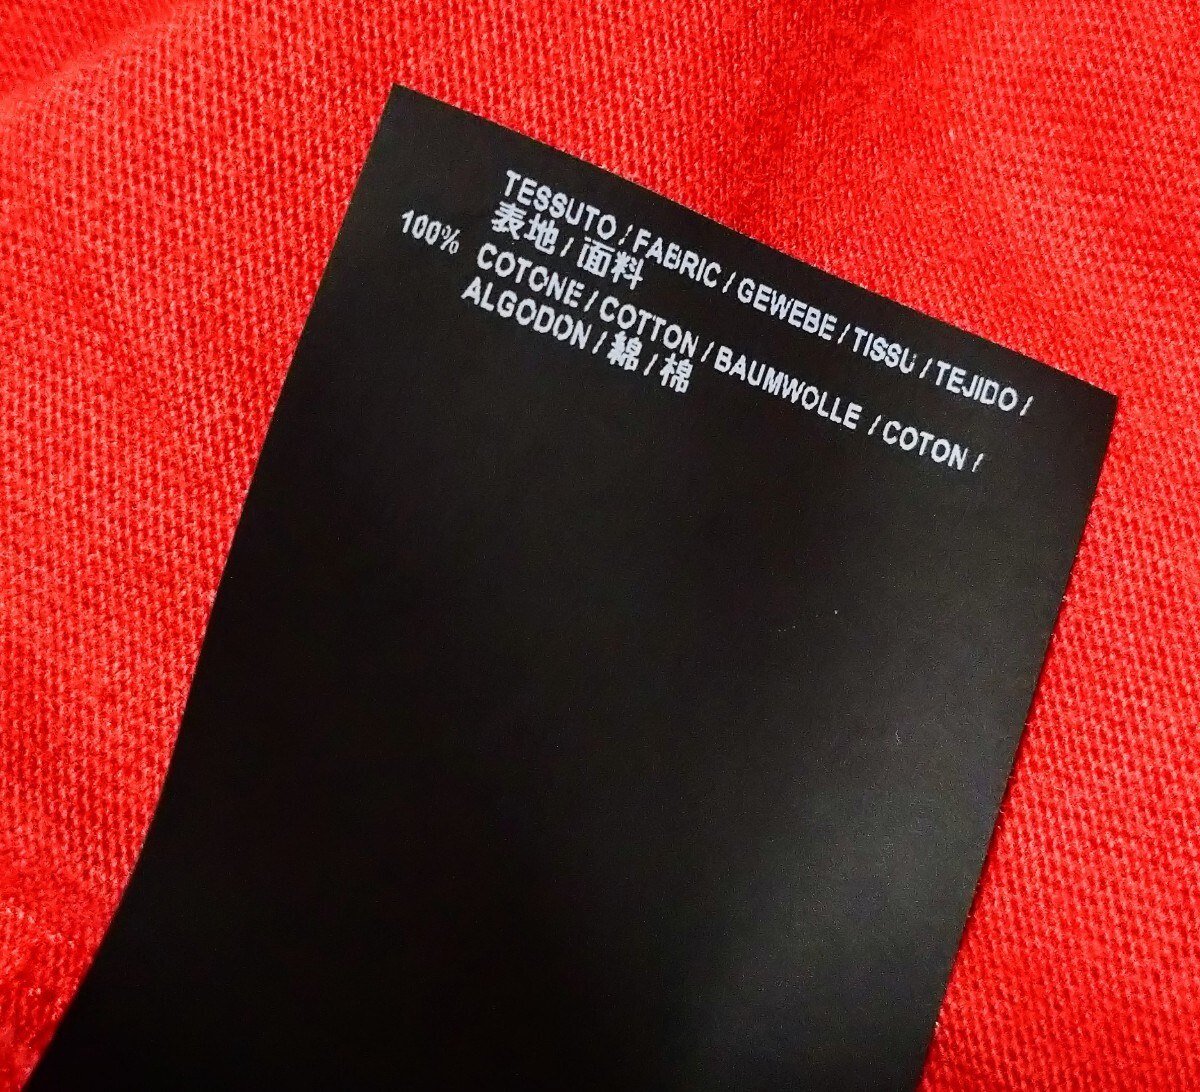 TESSUTO / FABRIC / GEWEBE / TISSU / TEJIDO /
表地 / 面料
100% COTONE / COTTON / BAUMWOLLE / COTON /
ALGODON / 綿 / 棉